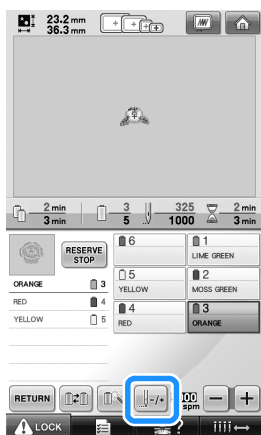 23.2 mm
36.3 mm
2 min
3 min
3
5
325
1000
2 min
3 min
RESERVE
STOP
ORANGE 3
RED 4
YELLOW 5
6
1
LIME GREEN
5
YELLOW
2
MOSS GREEN
4
RED
3
ORANGE
RETURN
-/+
spm
- +
LOCK
?